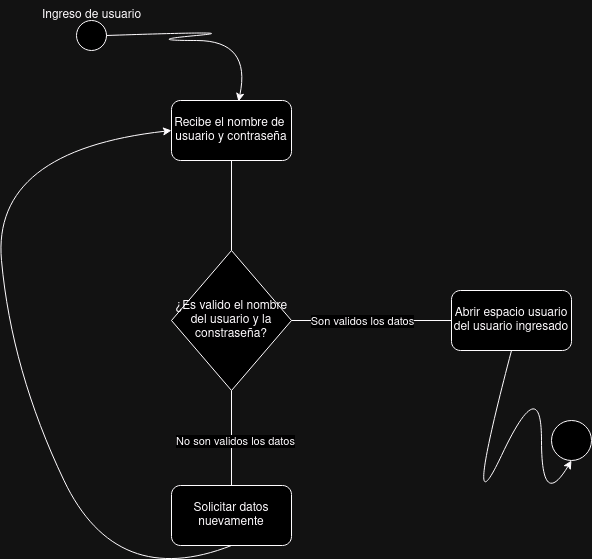 Ingreso de usuario
Recibe el nombre de
usuario y contraseña
¿Es valido el nombre
del usuario y la
constraseña?
Son validos los datos
Abrir espacio usuario
del usuario ingresado
No son validos los datos
Solicitar datos
nuevamente